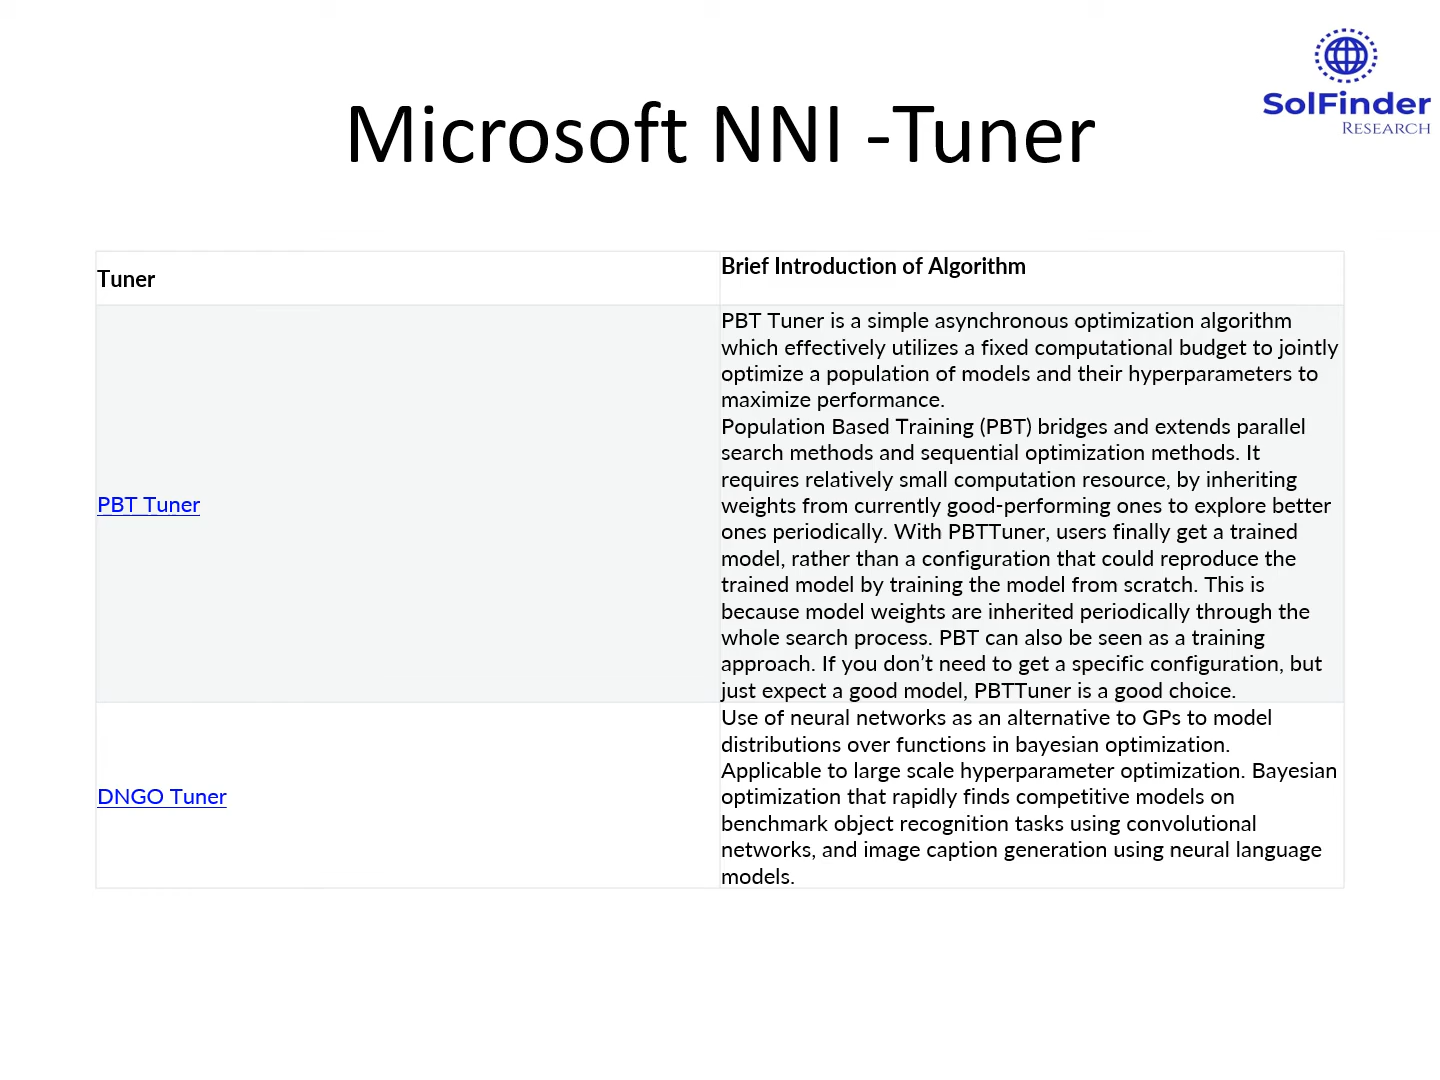 SolFinder
RESEARCH
Microsoft NNI -Tuner
Tuner
Brief Introduction of Algorithm
PBT Tuner
PBT Tuner is a simple asynchronous optimization algorithm
which effectively utilizes a fixed computational budget to jointly
optimize a population of models and their hyperparameters to
maximize performance.
Population Based Training (PBT) bridges and extends parallel
search methods and sequential optimization methods. It
requires relatively small computation resource, by inheriting
weights from currently good-performing ones to explore better
ones periodically. With PBTTuner, users finally get a trained
model, rather than a configuration that could reproduce the
trained model by training the model from scratch. This is
because model weights are inherited periodically through the
whole search process. PBT can also be seen as a training
approach. If you don’t need to get a specific configuration, but
just expect a good model, PBTTuner is a good choice.
DNGO Tuner
Use of neural networks as an alternative to GPs to model
distributions over functions in bayesian optimization.
Applicable to large scale hyperparameter optimization. Bayesian
optimization that rapidly finds competitive models on
benchmark object recognition tasks using convolutional
networks, and image caption generation using neural language
models.